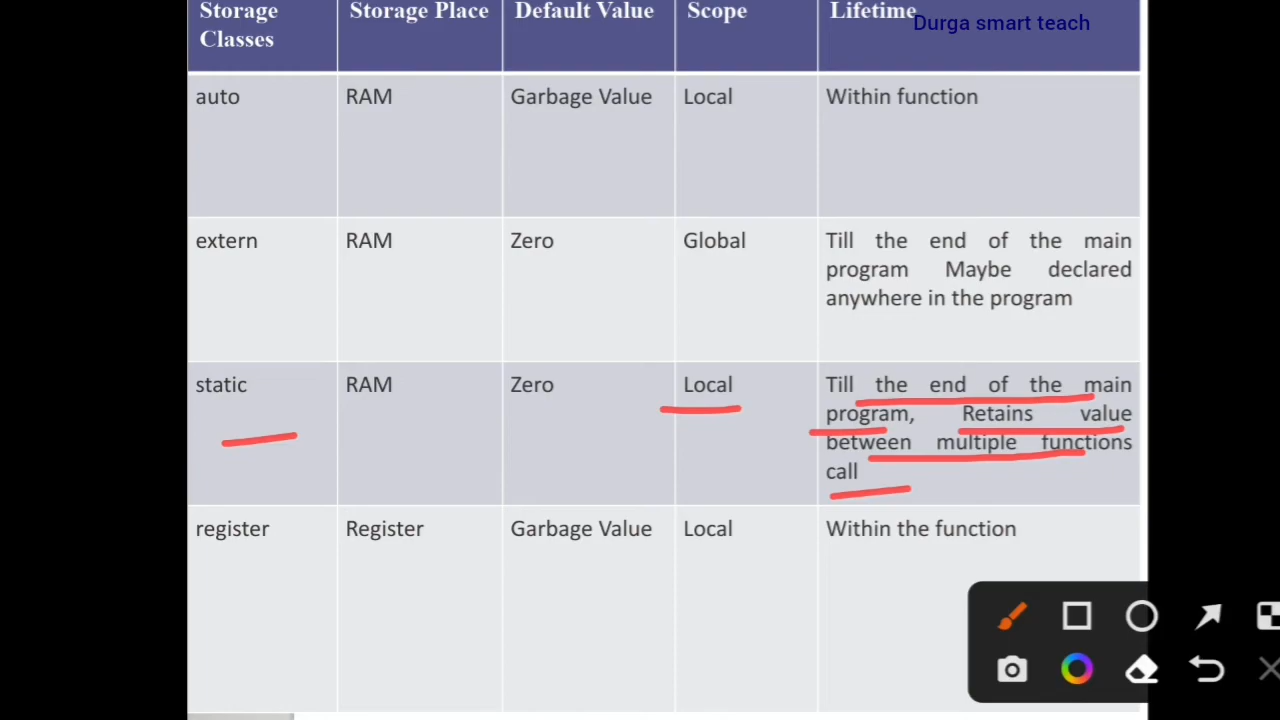 Storage Classes Storage Place Default Value Scope Lifetime
Durga smart teach
auto RAM Garbage Value Local Within function
extern RAM Zero Global Till the end of the main
program Maybe declared
anywhere in the program
static RAM Zero Local Till the end of the main
program, Retains value
between multiple functions
call
register Register Garbage Value Local Within the function